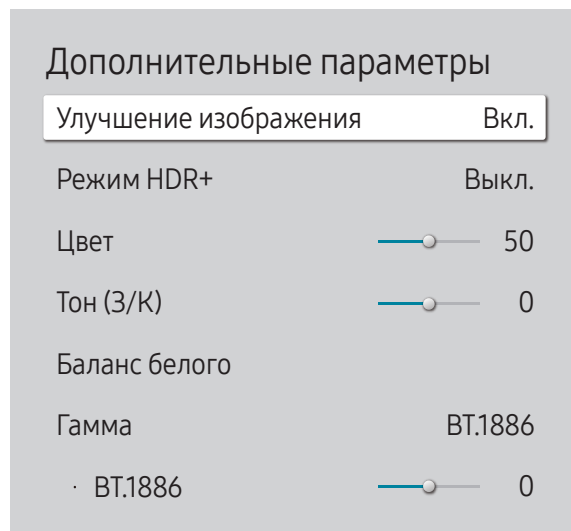 Дополнительные параметры
Улучшение изображения Вкл.
Режим HDR+ Выкл.
Цвет 50
Тон (З/К) 0
Баланс белого
Гамма BT.1886
· BT.1886 0